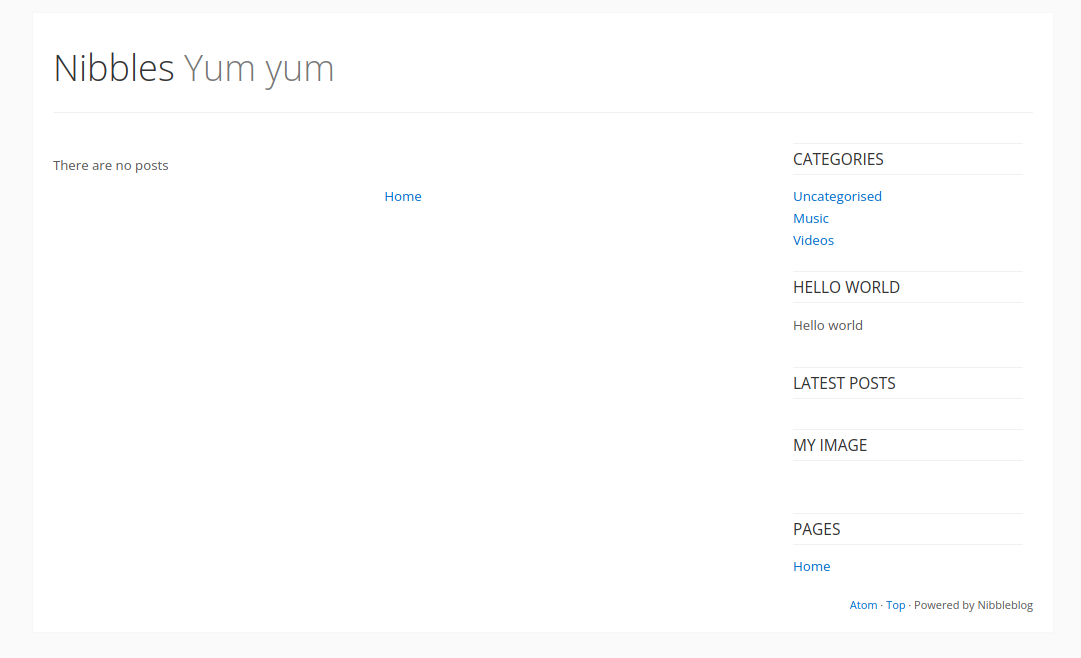 Nibbles Yum yum
There are no posts
Home
CATEGORIES
Uncategorised
Music
Videos
HELLO WORLD
Hello world
LATEST POSTS
MY IMAGE
PAGES
Home
Atom · Top · Powered by Nibbleblog